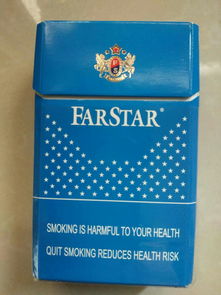 FARSTAR®
SMOKING IS HARMFUL TO YOUR HEALTH
QUIT SMOKING REDUCES HEALTH RISK